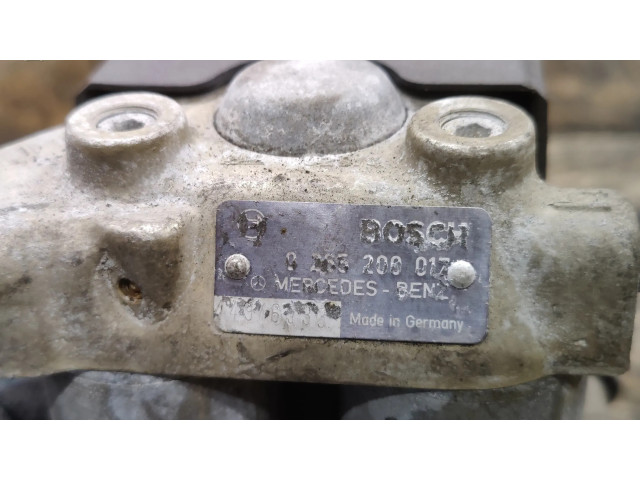 BOSCH
0 265 200 017
MERCEDES-BENZ
Made in Germany